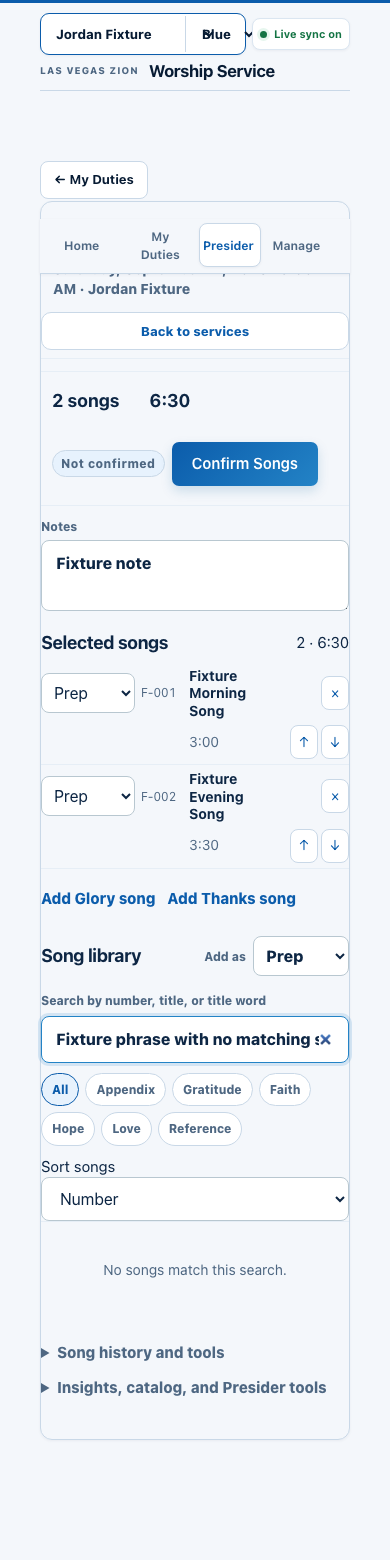 Jordan Fixture
Blue
Live sync on
LAS VEGAS ZION Worship Service
← My Duties
Home
My Duties
Presider
Manage
AM · Jordan Fixture
Back to services
2 songs 6:30
Not confirmed
Confirm Songs
Notes
Fixture note
Selected songs 2 · 6:30
Prep F-001 Fixture Morning Song ×
3:00 ↑ ↓
Prep F-002 Fixture Evening Song ×
3:30 ↑ ↓
Add Glory song Add Thanks song
Song library Add as Prep
Search by number, title, or title word
Fixture phrase with no matching
All Appendix Gratitude Faith
Hope Love Reference
Sort songs
Number
No songs match this search.
Song history and tools
Insights, catalog, and Presider tools